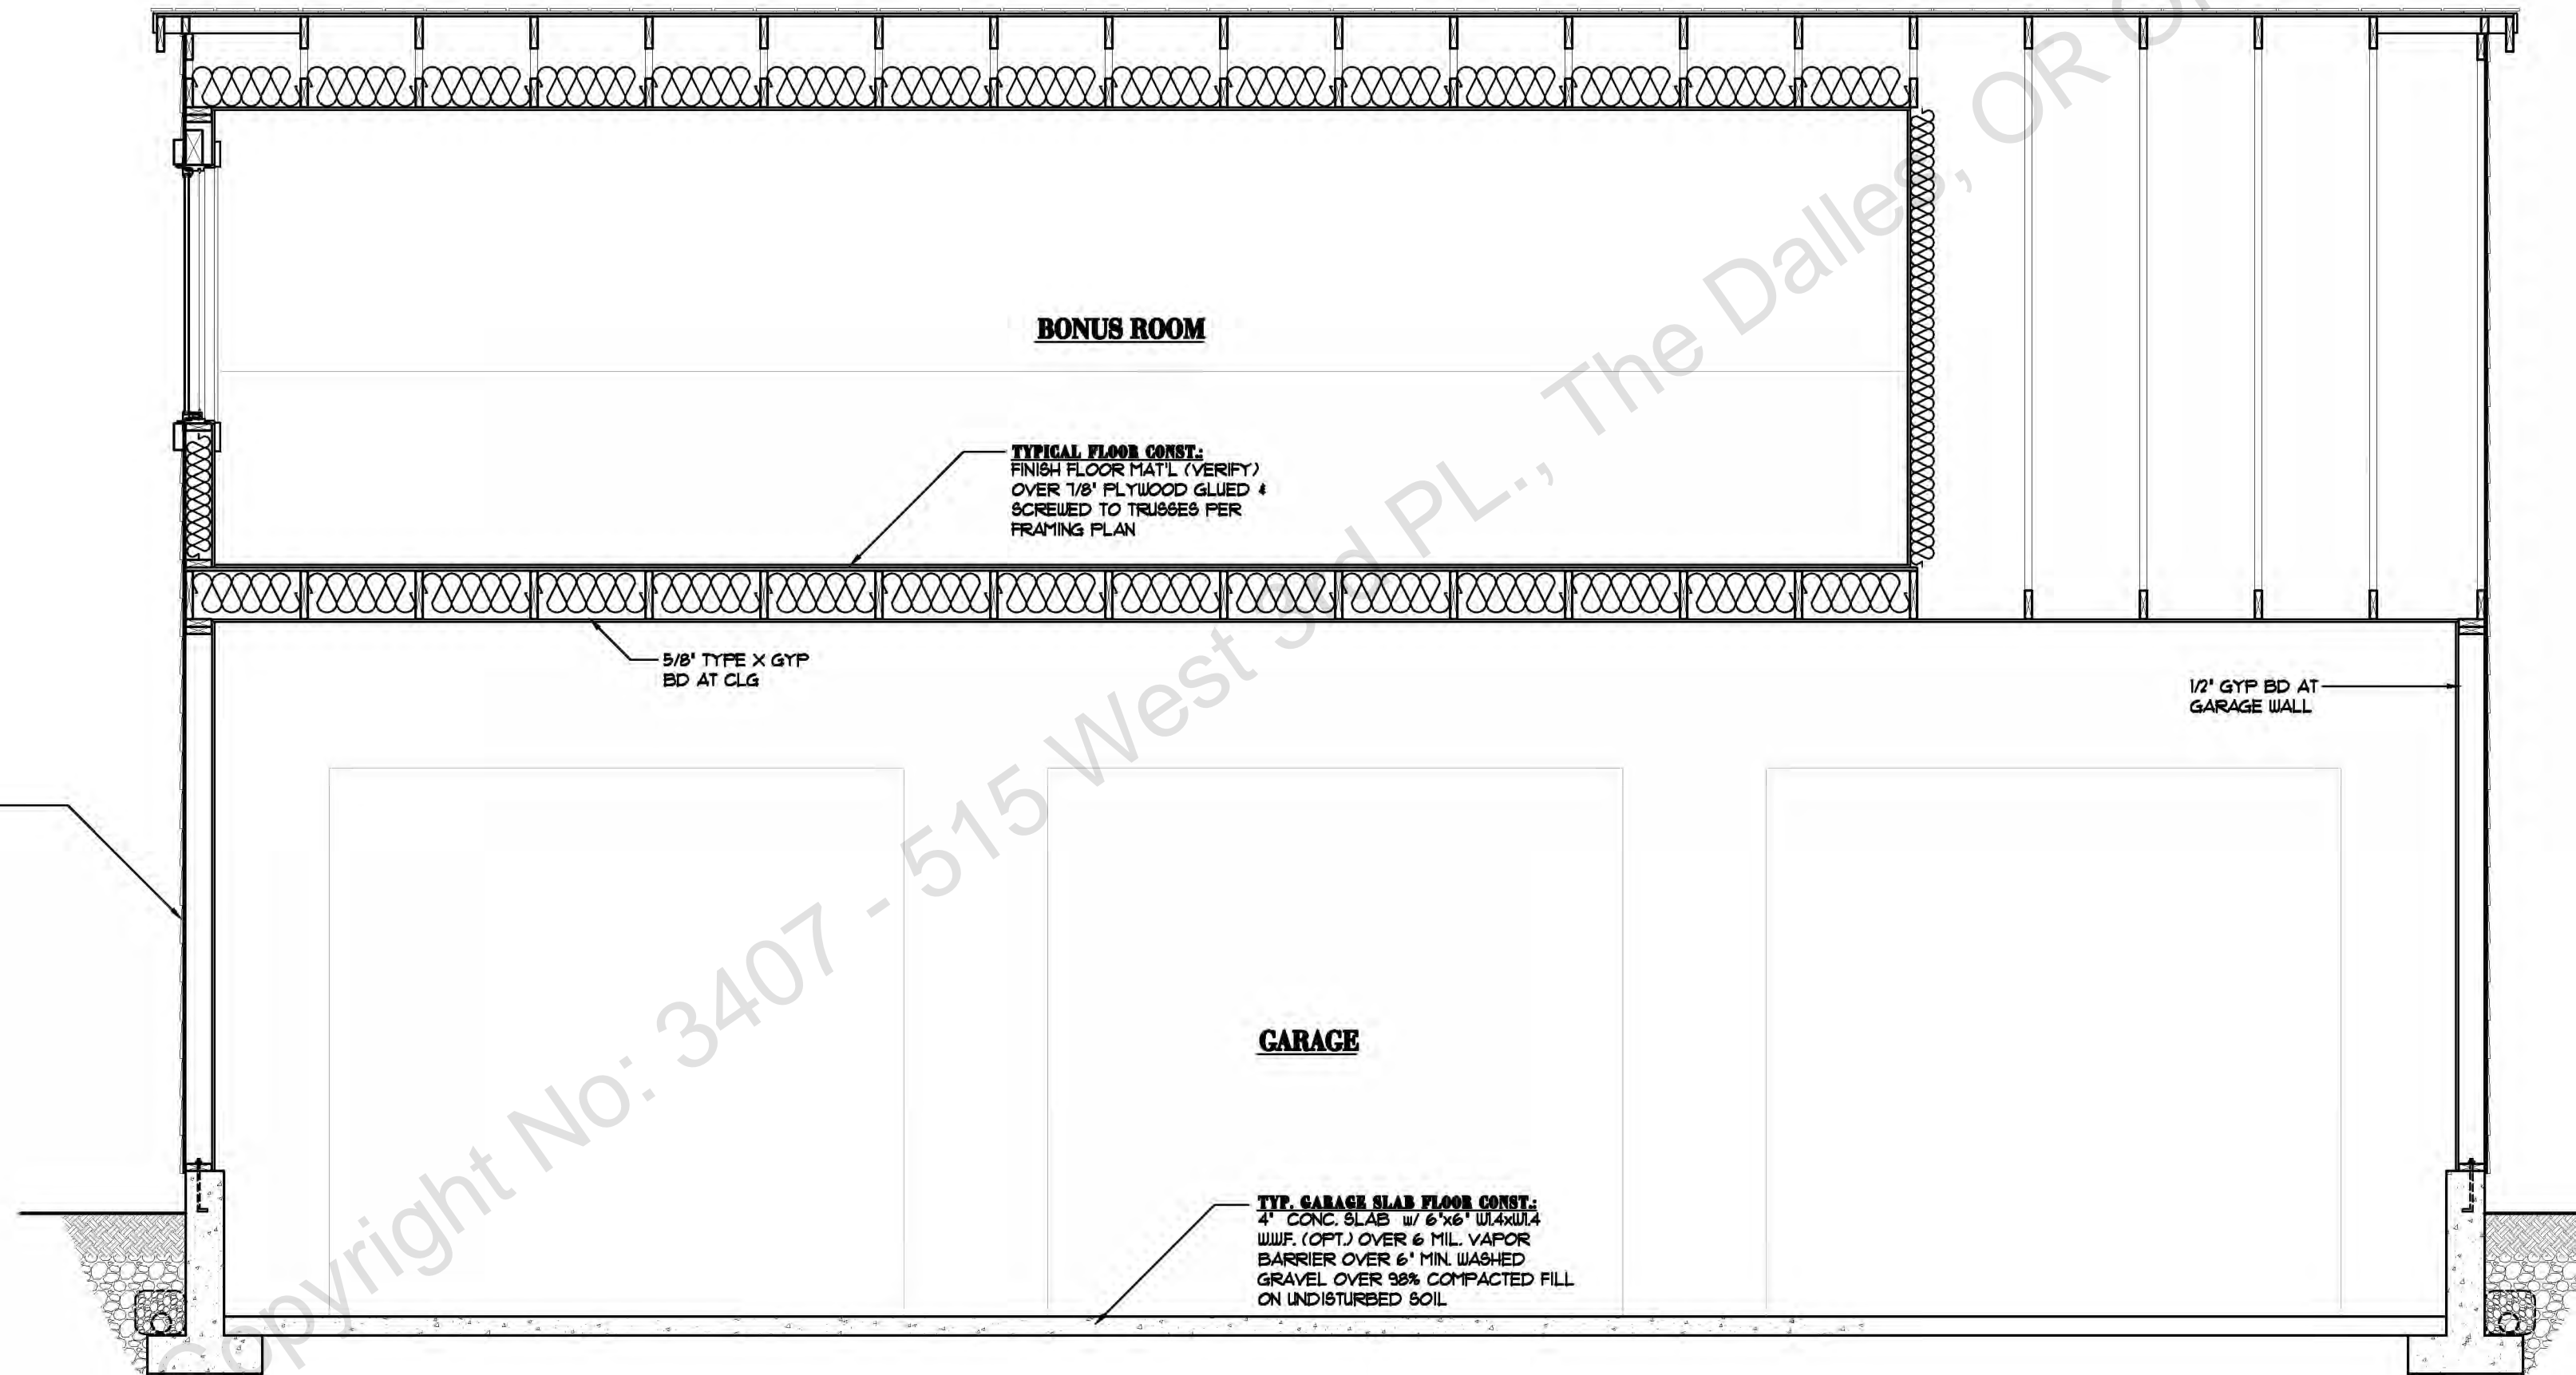 BONUS ROOM
TYPICAL FLOOR CONST.:
FINISH FLOOR MAT'L (VERIFY)
OVER 7/8" PLYWOOD GLUED &
SCREWED TO TRUSSES PER
FRAMING PLAN
5/8" TYPE X GYP
BD AT CLG
1/2" GYP BD AT
GARAGE WALL
GARAGE
TYP. GARAGE SLAB FLOOR CONST.:
4" CONC. SLAB w/ 6"x6" W1.4xW1.4
W.W.F. (OPT.) OVER 6 MIL. VAPOR
BARRIER OVER 6" MIN. WASHED
GRAVEL OVER 98% COMPACTED FILL
ON UNDISTURBED SOIL
Copyright No: 3407 - 515 West 3rd PL., The Dalles, OR